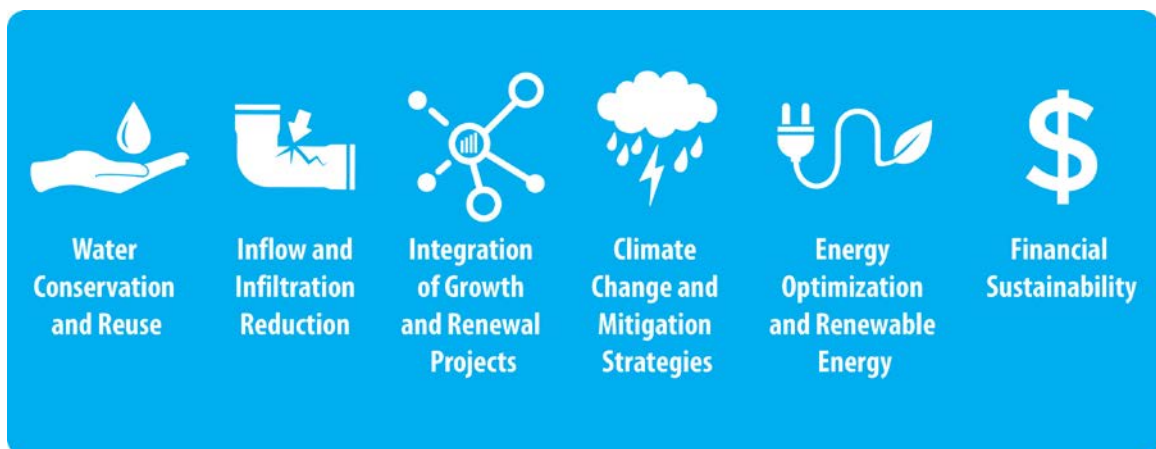 Water
Conservation
and Reuse
Inflow and
Infiltration
Reduction
Integration
of Growth
and Renewal
Projects
Climate
Change and
Mitigation
Strategies
Energy
Optimization
and Renewable
Energy
$
Financial
Sustainability